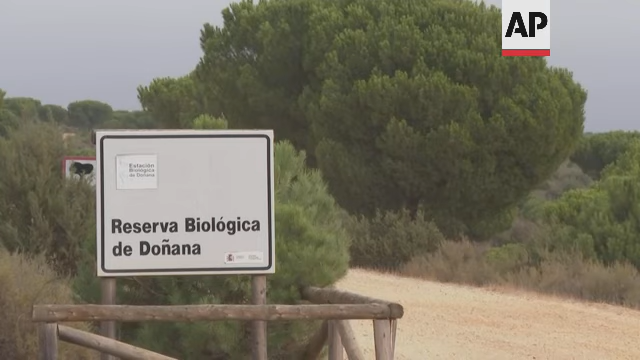 AP
Estación
Biológica
de Doñana
Reserva Biológica
de Doñana